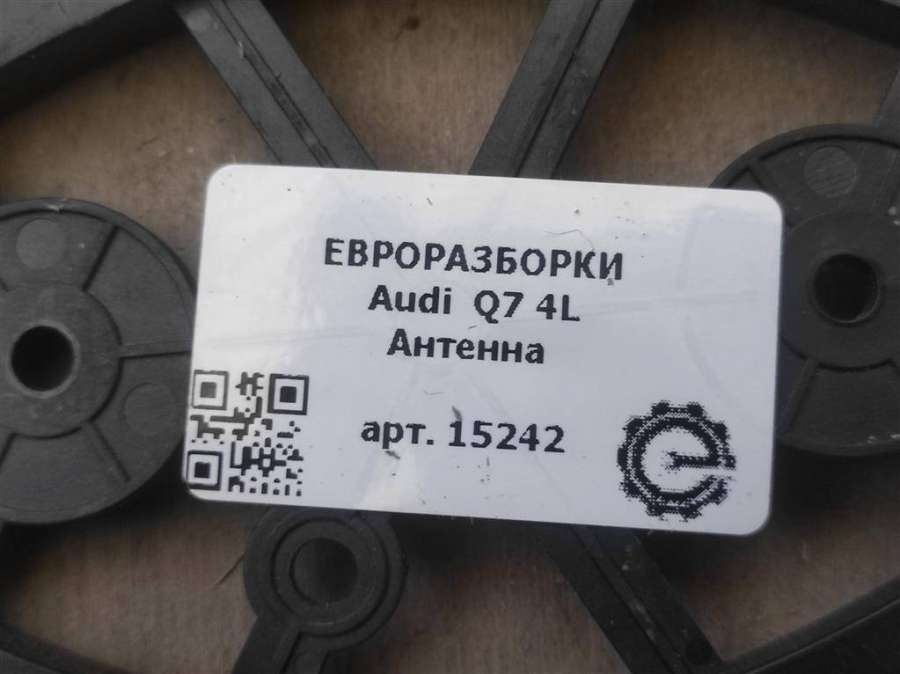 ЕВРОРАЗБОРКИ
Audi Q7 4L
Антенна
арт. 15242